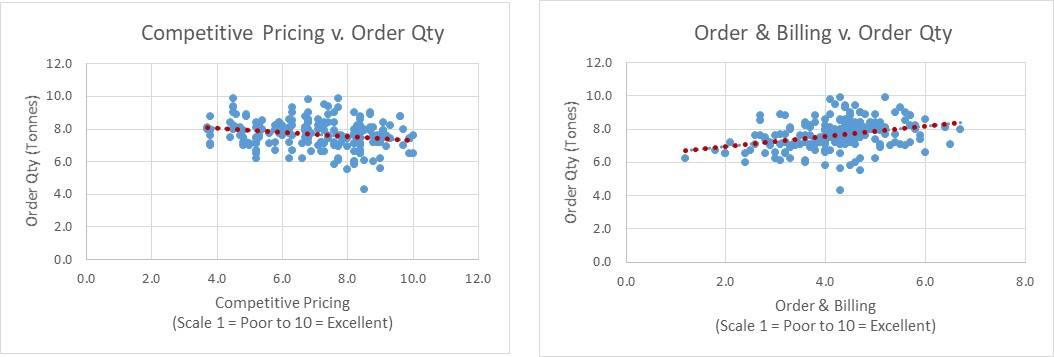 Competitive Pricing v. Order Qty
12.0
10.0
8.0
6.0
4.0
2.0
0.0
Order Qty (Tonnes)
0.0 2.0 4.0 6.0 8.0 10.0 12.0
Competitive Pricing
(Scale 1 = Poor to 10 = Excellent)
Order & Billing v. Order Qty
12.0
10.0
8.0
6.0
4.0
2.0
0.0
Order Qty (Tonnes)
0.0 2.0 4.0 6.0 8.0
Order & Billing
(Scale 1 = Poor to 10 = Excellent)